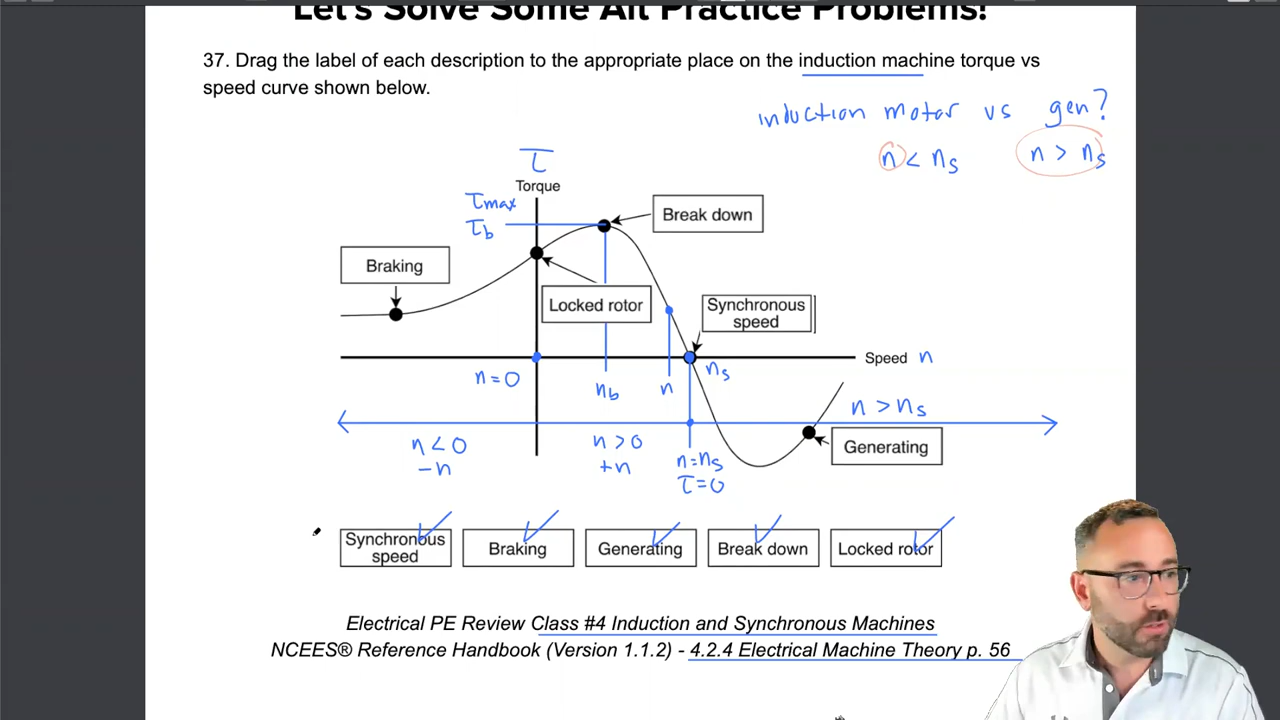 Let's Solve Some Alt Practice Problems!
37. Drag the label of each description to the appropriate place on the induction machine torque vs
speed curve shown below.
induction motor vs gen?
n < ns n > ns
τ
Torque
τmax
τb
Break down
Braking
Locked rotor
Synchronous
speed
Speed n
n=0
nb
n
ns
n > ns
n<0
-n
n>0
+n
n=ns
τ=0
Generating
Synchronous
speed
Braking
Generating
Break down
Locked rotor
Electrical PE Review Class #4 Induction and Synchronous Machines
NCEES® Reference Handbook (Version 1.1.2) - 4.2.4 Electrical Machine Theory p. 56